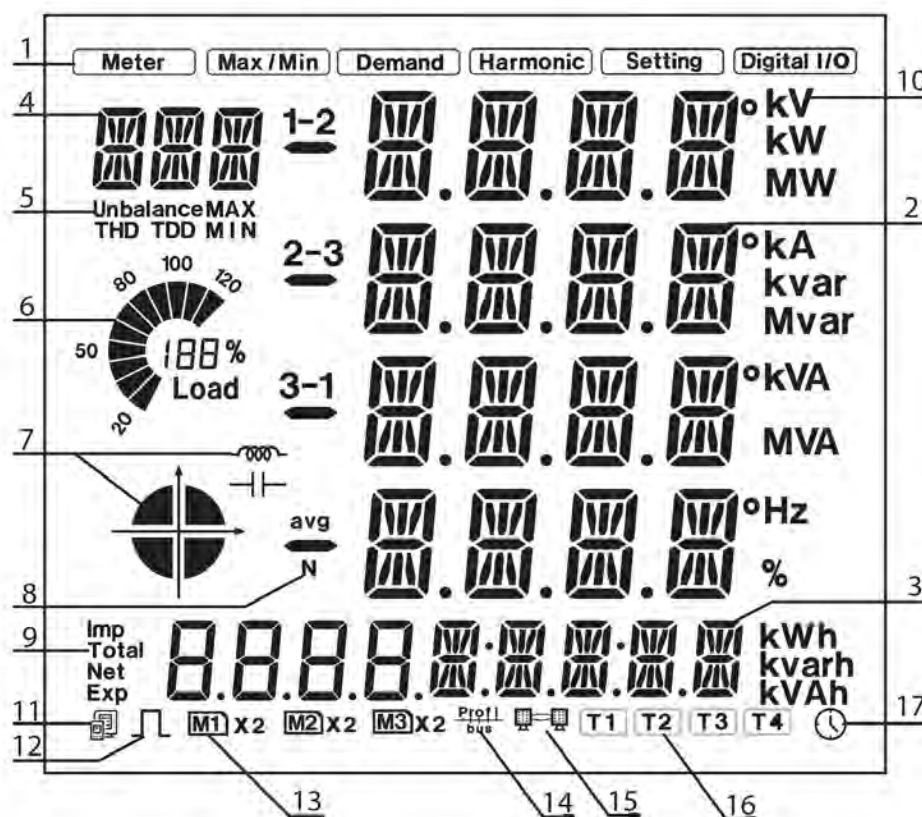 1 Meter Max/Min Demand Harmonic Setting Digital I/O
10
4 1-2 °kV
kW
MW
5 Unbalance MAX
THD TDD MIN
2
2-3 °kA
kvar
Mvar
6 20 50 80 100 120
188%
Load
3-1 °kVA
MVA
7
avg °Hz
8 N %
3
9 Imp
Total
Net
Exp
kWh
kvarh
kVAh
11
12 M1 X2 M2 X2 M3 X2 Profi
bus T1 T2 T3 T4 17
13 14 15 16